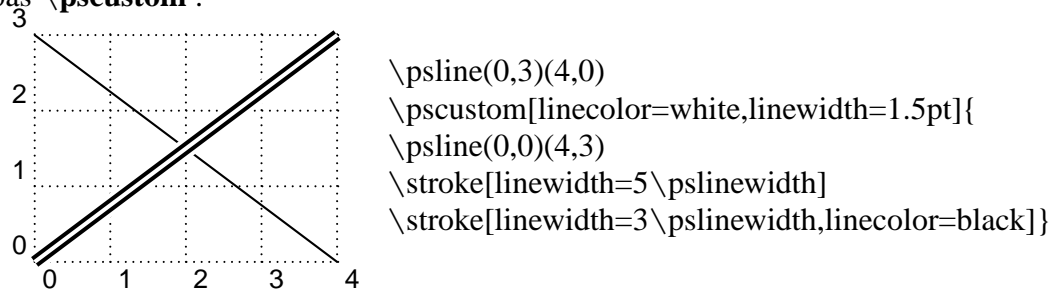 \pscustom.
3
2
1
0
0 1 2 3 4
\psline(0,3)(4,0)
\pscustom[linecolor=white,linewidth=1.5pt]{
\psline(0,0)(4,3)
\stroke[linewidth=5\pslinewidth]
\stroke[linewidth=3\pslinewidth,linecolor=black]}